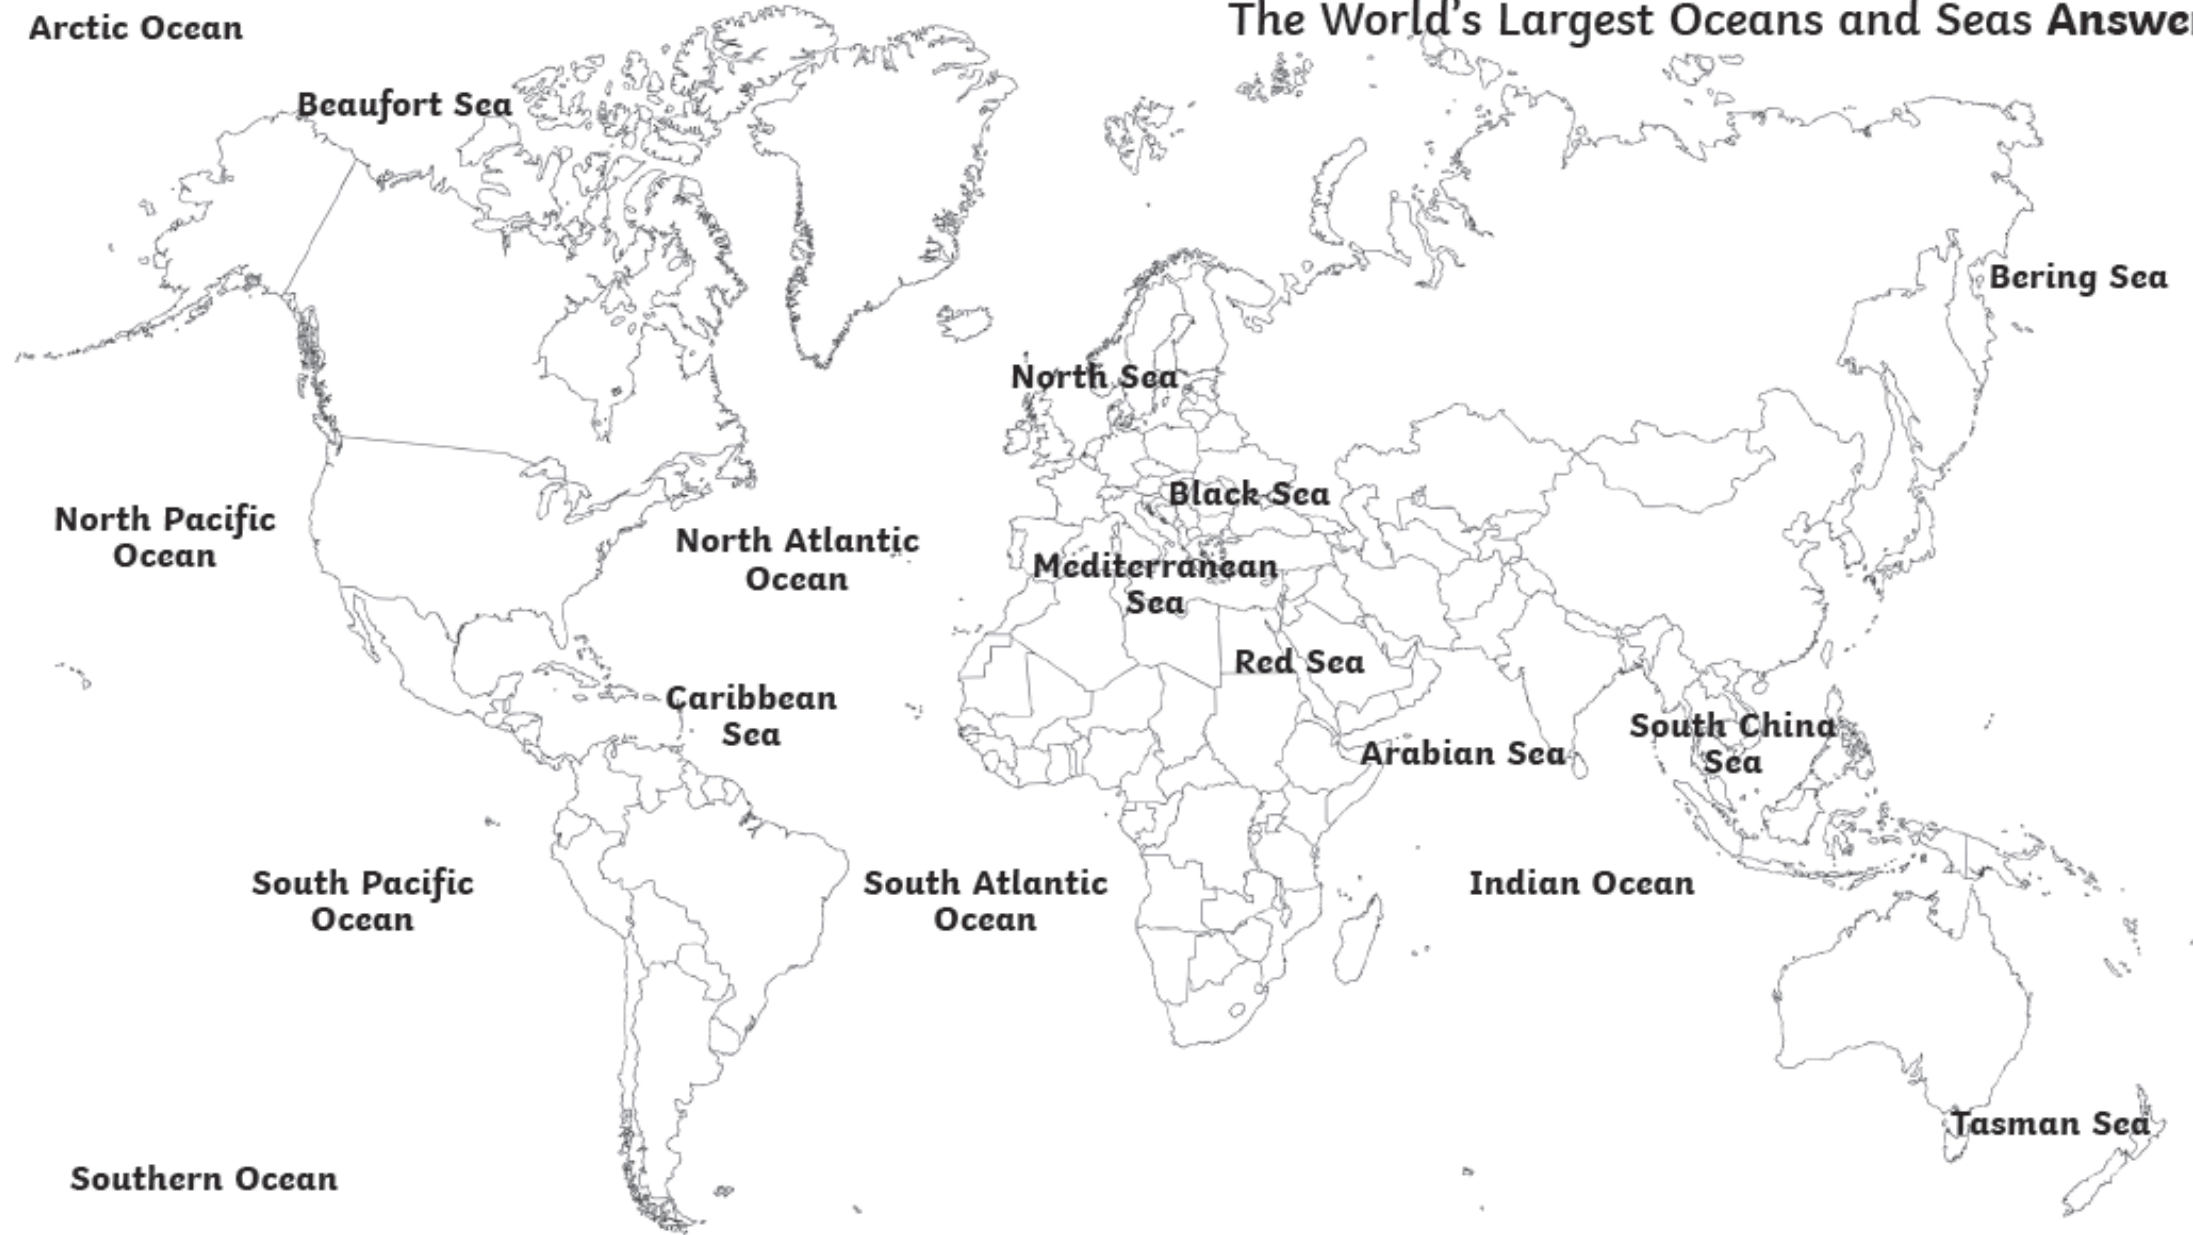 The World's Largest Oceans and Seas Answe
Arctic Ocean
Beaufort Sea
Bering Sea
North Sea
Black Sea
North Pacific
Ocean
North Atlantic
Ocean
Mediterranean
Sea
Red Sea
Caribbean
Sea
South China
Sea
Arabian Sea
South Pacific
Ocean
South Atlantic
Ocean
Indian Ocean
Tasman Sea
Southern Ocean